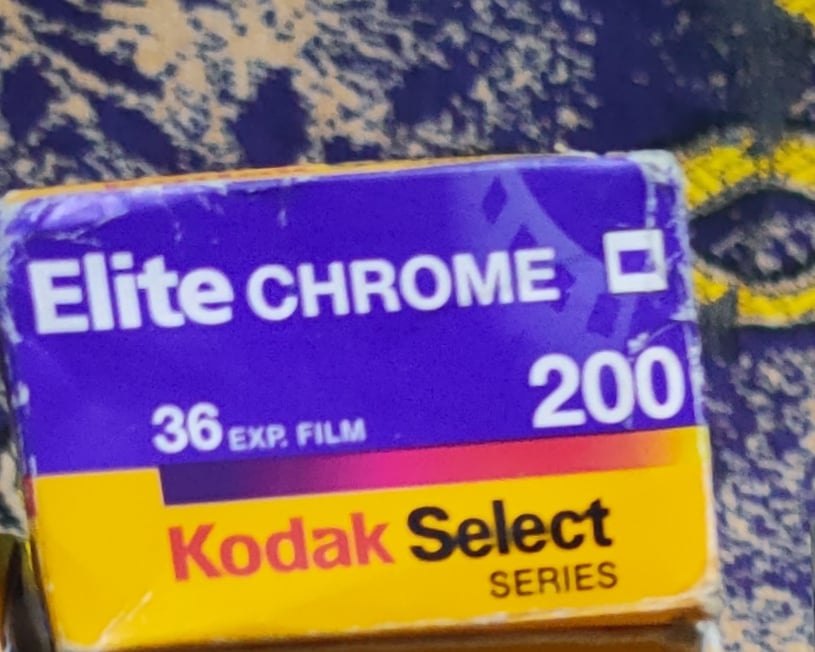 Elite CHROME
200
36 EXP. FILM
Kodak Select
SERIES